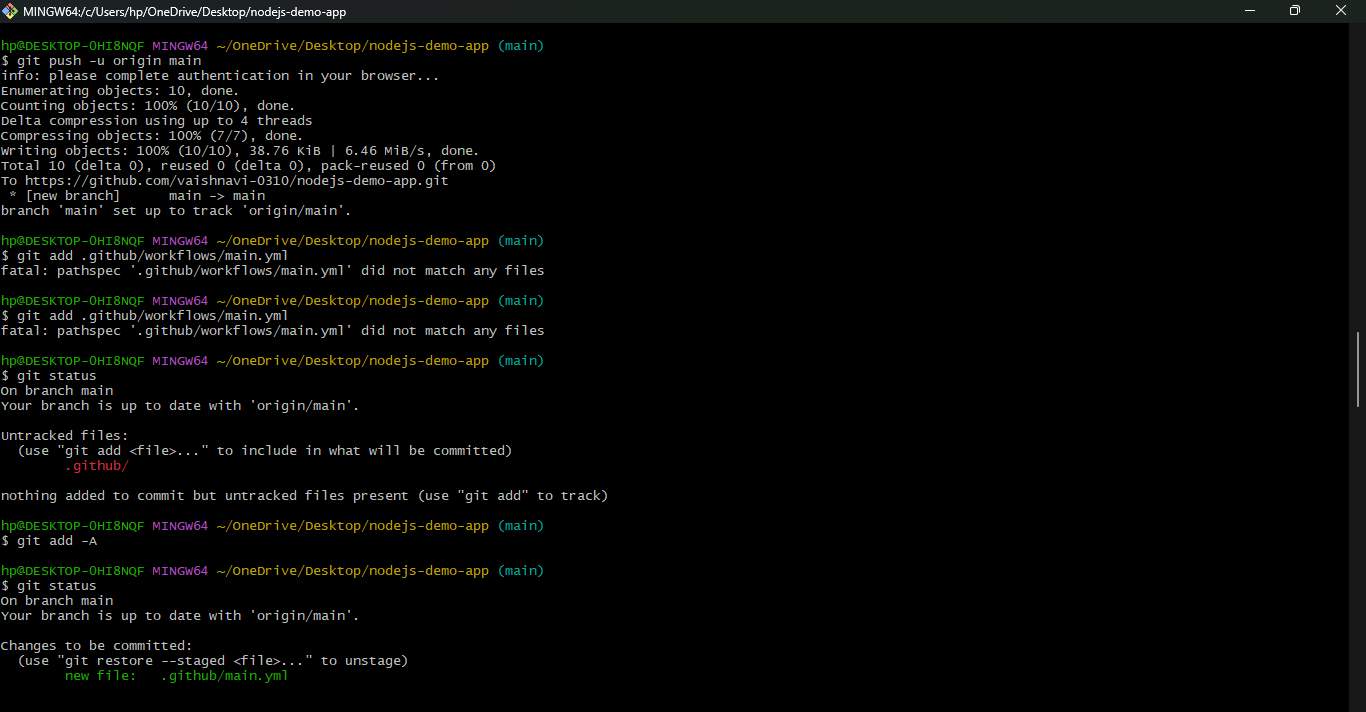 MINGW64:/c/Users/hp/OneDrive/Desktop/nodejs-demo-app
hp@DESKTOP-0HI8NQF MINGW64 ~/OneDrive/Desktop/nodejs-demo-app (main)
$ git push -u origin main
info: please complete authentication in your browser...
Enumerating objects: 10, done.
Counting objects: 100% (10/10), done.
Delta compression using up to 4 threads
Compressing objects: 100% (7/7), done.
Writing objects: 100% (10/10), 38.76 KiB | 6.46 MiB/s, done.
Total 10 (delta 0), reused 0 (delta 0), pack-reused 0 (from 0)
To https://github.com/vaishnavi-0310/nodejs-demo-app.git
 * [new branch]      main -> main
branch 'main' set up to track 'origin/main'.

hp@DESKTOP-0HI8NQF MINGW64 ~/OneDrive/Desktop/nodejs-demo-app (main)
$ git add .github/workflows/main.yml
fatal: pathspec '.github/workflows/main.yml' did not match any files

hp@DESKTOP-0HI8NQF MINGW64 ~/OneDrive/Desktop/nodejs-demo-app (main)
$ git add .github/workflows/main.yml
fatal: pathspec '.github/workflows/main.yml' did not match any files

hp@DESKTOP-0HI8NQF MINGW64 ~/OneDrive/Desktop/nodejs-demo-app (main)
$ git status
On branch main
Your branch is up to date with 'origin/main'.

Untracked files:
  (use "git add <file>..." to include in what will be committed)
        .github/

nothing added to commit but untracked files present (use "git add" to track)

hp@DESKTOP-0HI8NQF MINGW64 ~/OneDrive/Desktop/nodejs-demo-app (main)
$ git add -A

hp@DESKTOP-0HI8NQF MINGW64 ~/OneDrive/Desktop/nodejs-demo-app (main)
$ git status
On branch main
Your branch is up to date with 'origin/main'.

Changes to be committed:
  (use "git restore --staged <file>..." to unstage)
        new file:   .github/main.yml